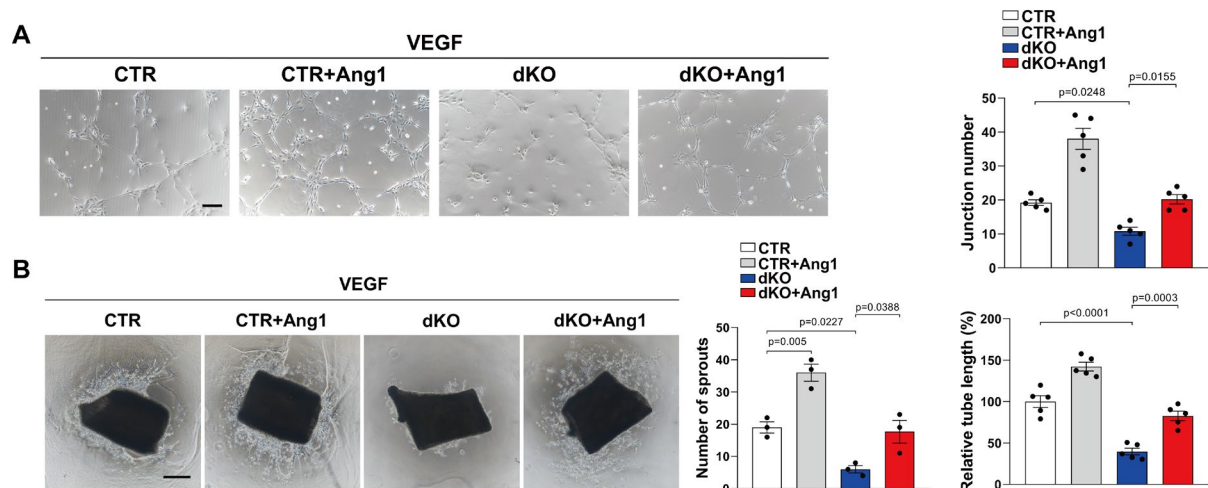 A
VEGF
CTR CTR+Ang1 dKO dKO+Ang1
CTR
CTR+Ang1
dKO
dKO+Ang1
p=0.0155
p=0.0248
Junction number
50
40
30
20
10
0
B
VEGF
CTR CTR+Ang1 dKO dKO+Ang1
CTR
CTR+Ang1
dKO
dKO+Ang1
p=0.0388
p=0.0227
p=0.005
Number of sprouts
50
40
30
20
10
0
p=0.0003
p<0.0001
Relative tube length (%)
200
150
100
50
0